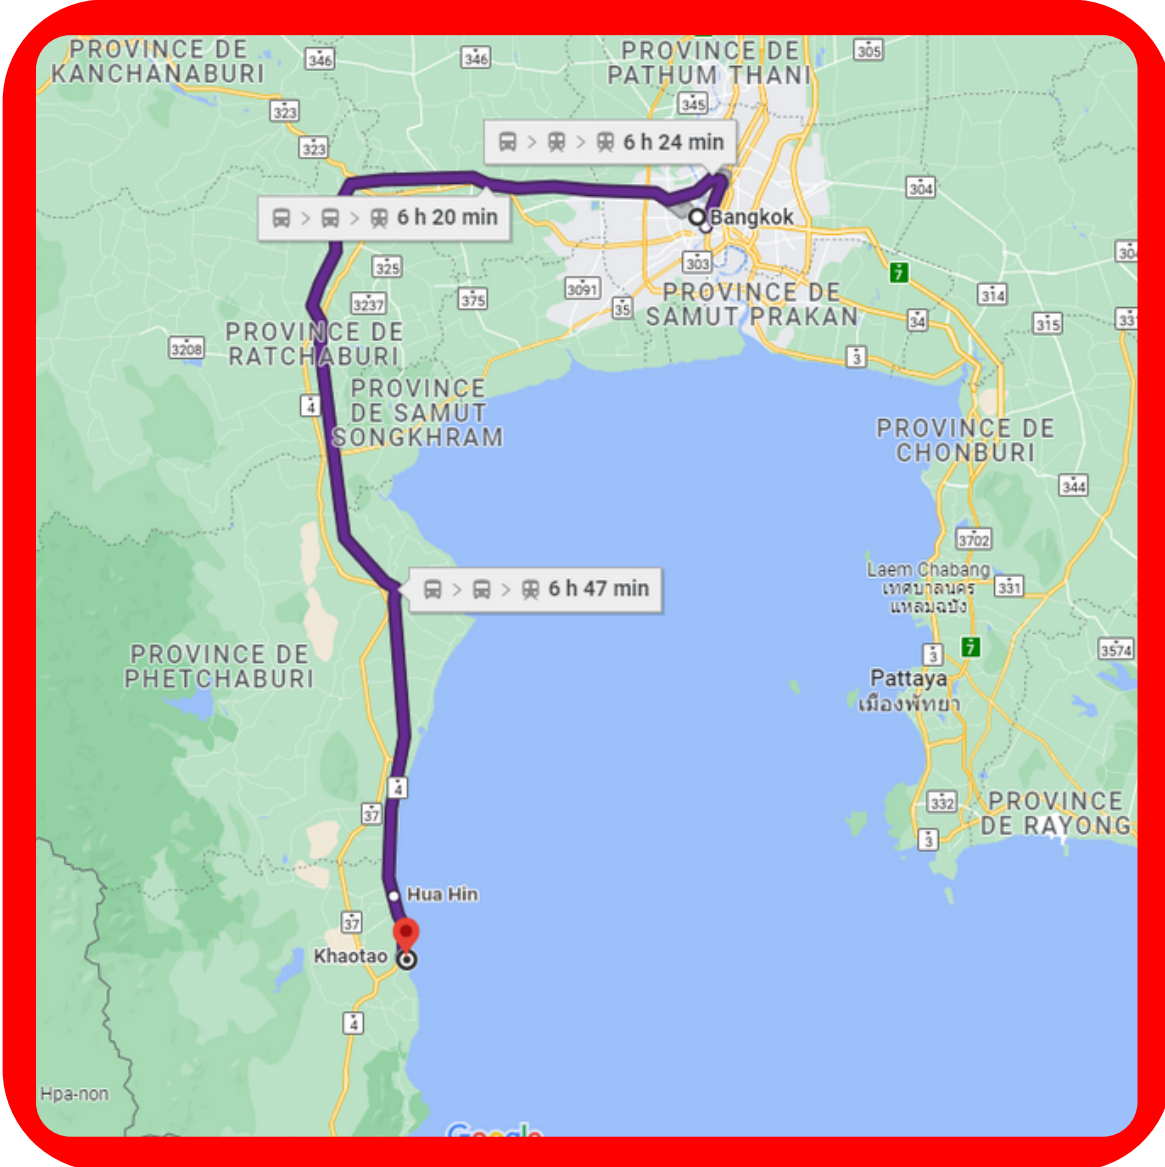 PROVINCE DE
KANCHANABURI
346
346
PROVINCE DE
PATHUM THANI
305
323
345
323
6 h 24 min
304
6 h 20 min
Bangkok
325
303
7
3237
375
3091
35
PROVINCE DE
SAMUT PRAKAN
314
34
315
PROVINCE DE
RATCHABURI
3208
3
PROVINCE
DE SAMUT
SONGKHRAM
4
PROVINCE DE
CHONBURI
344
3702
Laem Chabang
เทศบาลนคร
แหลมฉบัง
331
6 h 47 min
PROVINCE DE
PHETCHABURI
3
7
3574
Pattaya
เมืองพัทยา
4
37
332
PROVINCE
DE RAYONG
3
Hua Hin
37
Khaotao
4
Hpa-non
Google